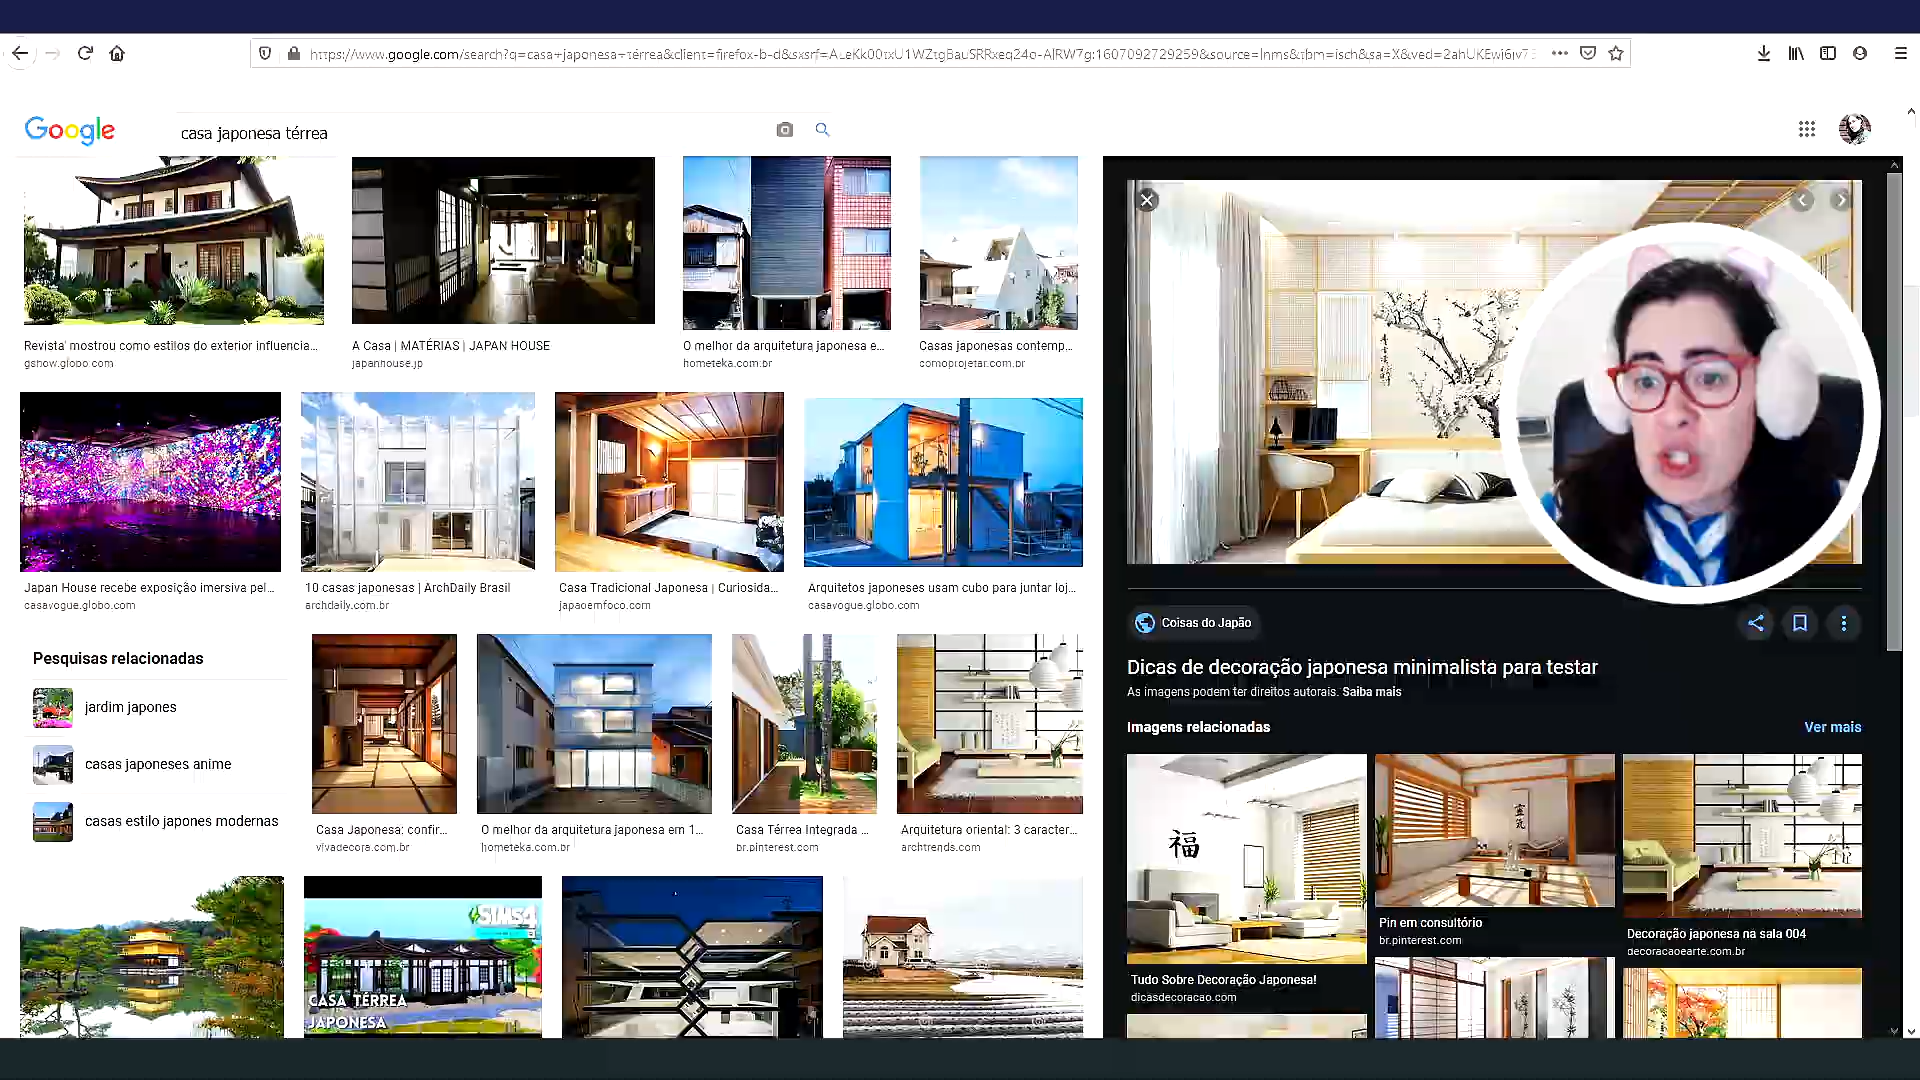 Google
casa japonesa térrea
Revista' mostrou como estilos do exterior influencia...
gshow.globo.com
A Casa | MATÉRIAS | JAPAN HOUSE
japanhouse.jp
O melhor da arquitetura japonesa e...
hometeka.com.br
Casas japonesas contemp...
comoprojetar.com.br
Japan House recebe exposição imersiva pel...
casavogue.globo.com
10 casas japonesas | ArchDaily Brasil
archdaily.com.br
Casa Tradicional Japonesa | Curiosida...
japaoemfoco.com
Arquitetos japoneses usam cubo para juntar loj...
casavogue.globo.com
Pesquisas relacionadas
jardim japones
casas japoneses anime
casas estilo japones modernas
Casa Japonesa: confir...
vivadecora.com.br
O melhor da arquitetura japonesa em 1...
hometeka.com.br
Casa Térrea Integrada ...
br.pinterest.com
Arquitetura oriental: 3 caracter...
archtrends.com
SIMS4
CASA TÉRREA
JAPONESA
Coisas do Japão
Dicas de decoração japonesa minimalista para testar
As imagens podem ter direitos autorais. Saiba mais
Imagens relacionadas
Ver mais
福
Tudo Sobre Decoração Japonesa!
dicasdecoracao.com
Pin em consultório
br.pinterest.com
Decoração japonesa na sala 004
decoracaoearte.com.br